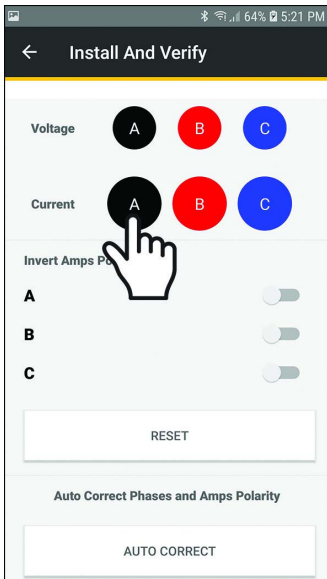 64% 5:21 PM
Install And Verify
Voltage A B C
Current A B C
Invert Amps
A
B
C
RESET
Auto Correct Phases and Amps Polarity
AUTO CORRECT